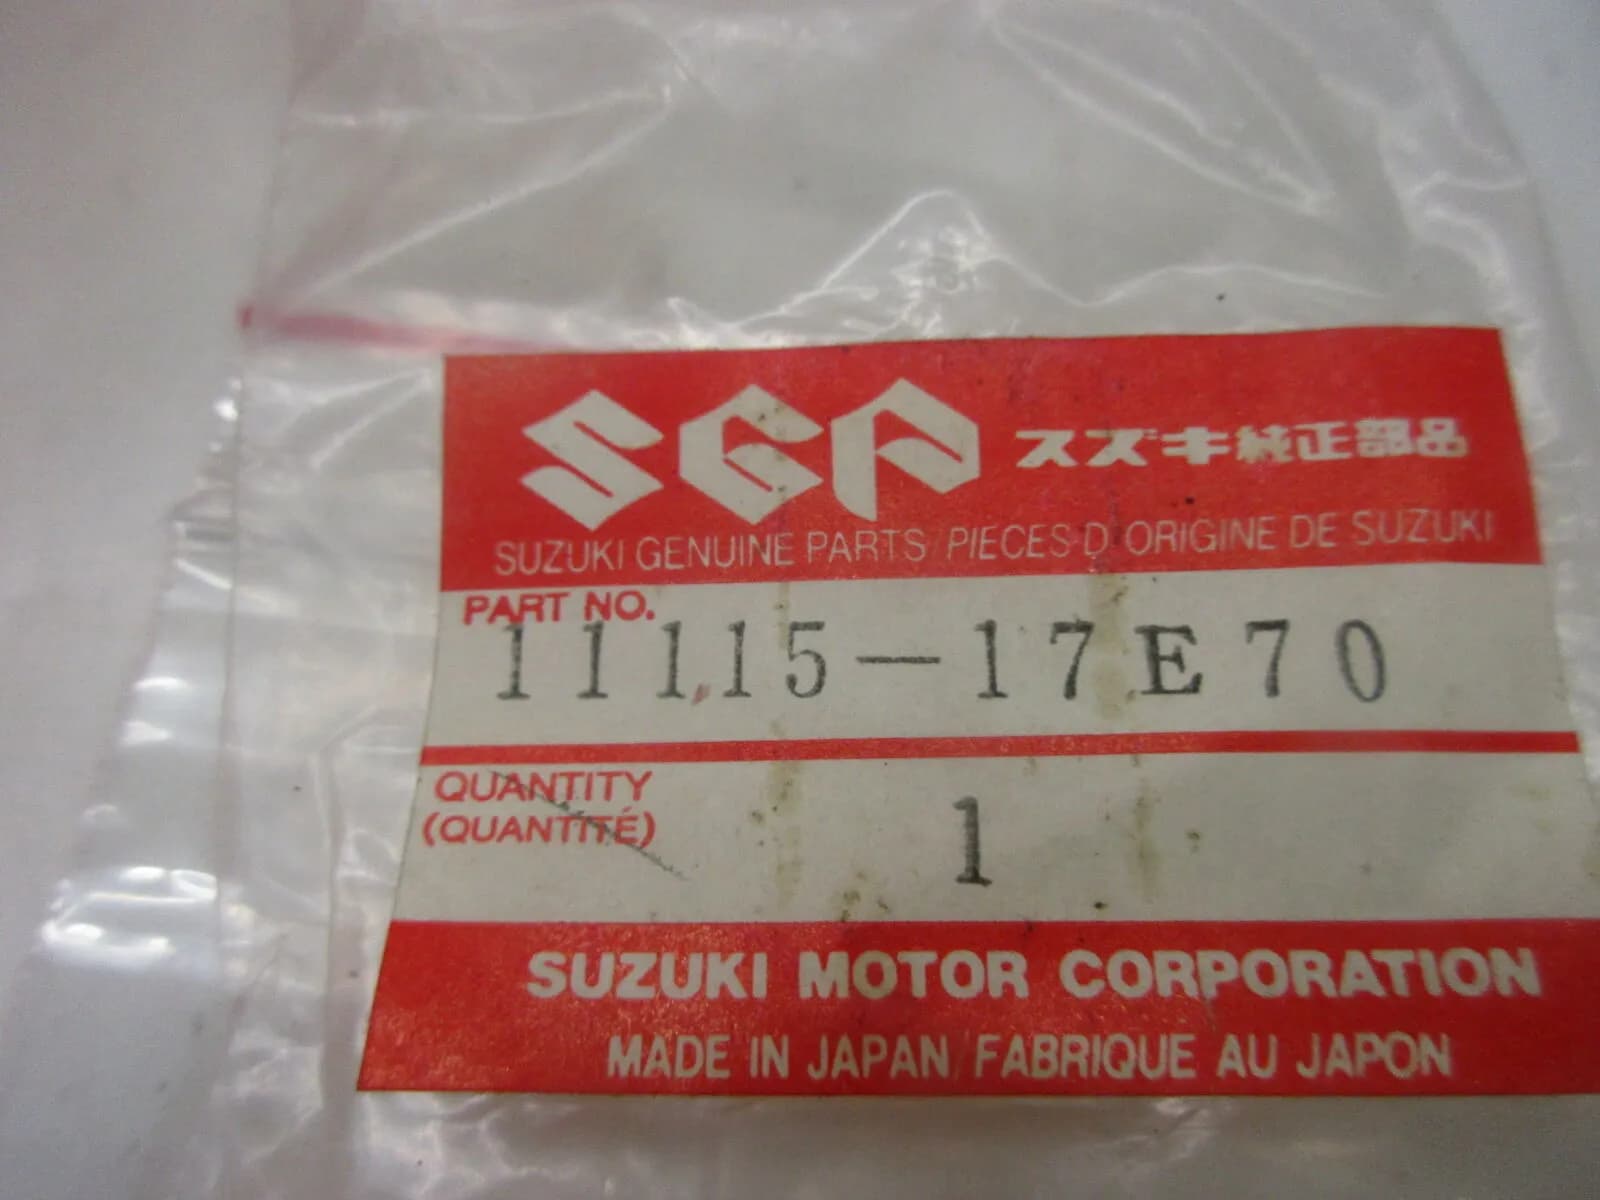 SGP スズキ純正部品
SUZUKI GENUINE PARTS/PIECES D'ORIGINE DE SUZUKI
PART NO.
11115-17E70
QUANTITY
(QUANTITÉ)
1
SUZUKI MOTOR CORPORATION
MADE IN JAPAN/FABRIQUE AU JAPON